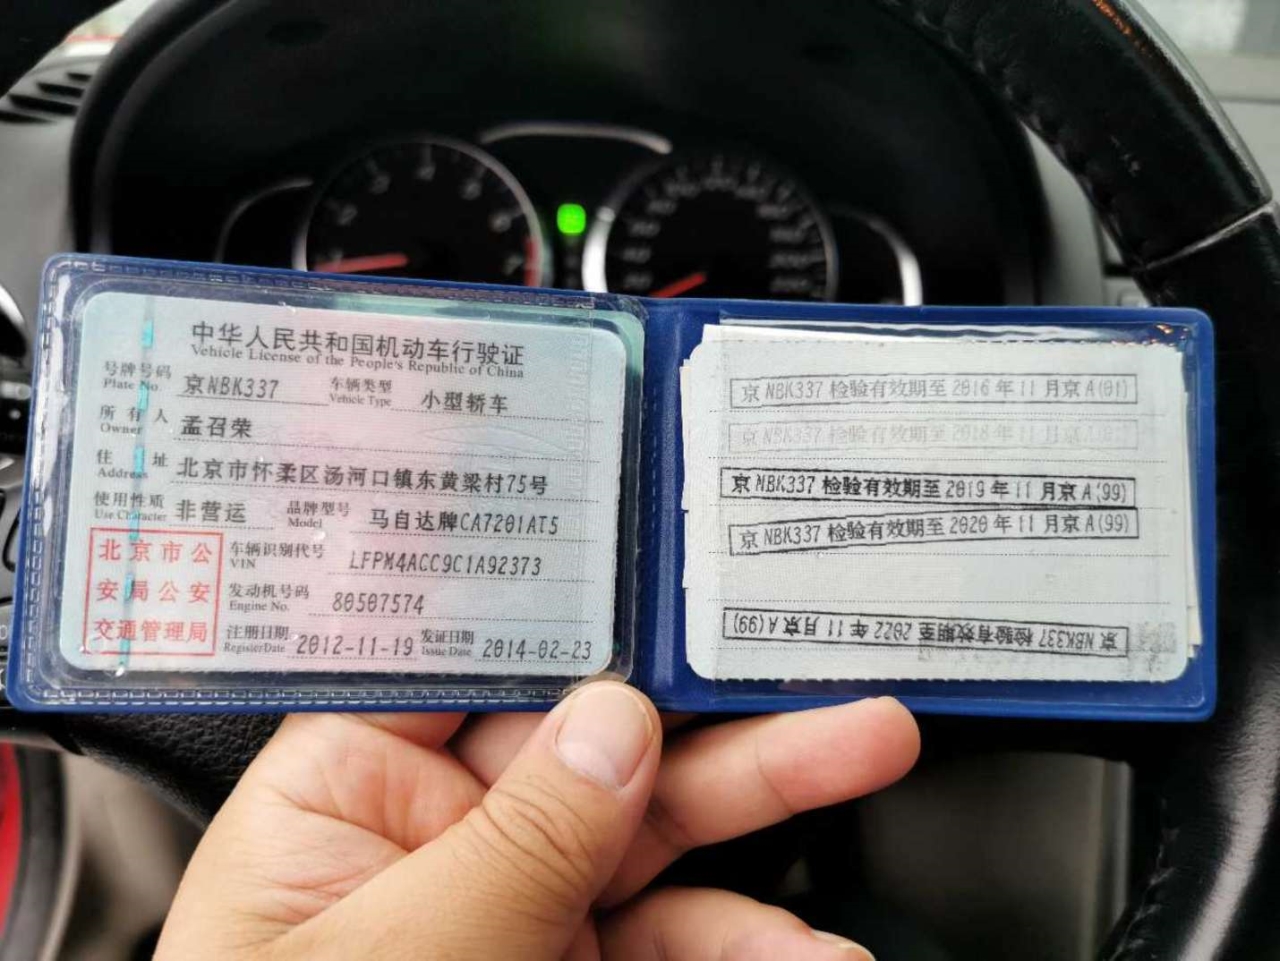 中华人民共和国机动车行驶证
Vehicle License of the People's Republic of China
号牌号码 京NBK337 车辆类型 小型轿车
Plate No. Vehicle Type
所有人 孟召荣
Owner
住址 北京市怀柔区汤河口镇东黄梁村75号
Address
使用性质 非营运 品牌型号 马自达牌CA7201AT5
Use Character Model
北京市公安局公安交通管理局
车辆识别代号 LFPM4ACC9C1A92373
VIN
发动机号码 80507574
Engine No.
注册日期 2012-11-19 发证日期 2014-02-23
Register Date Issue Date
京NBK337检验有效期至2016年11月京A(01)
京NBK337检验有效期至2018年11月京A
京NBK337检验有效期至2019年11月京A(99)
京NBK337检验有效期至2020年11月京A(99)
京NBK337检验有效期至2022年11月京A(99)